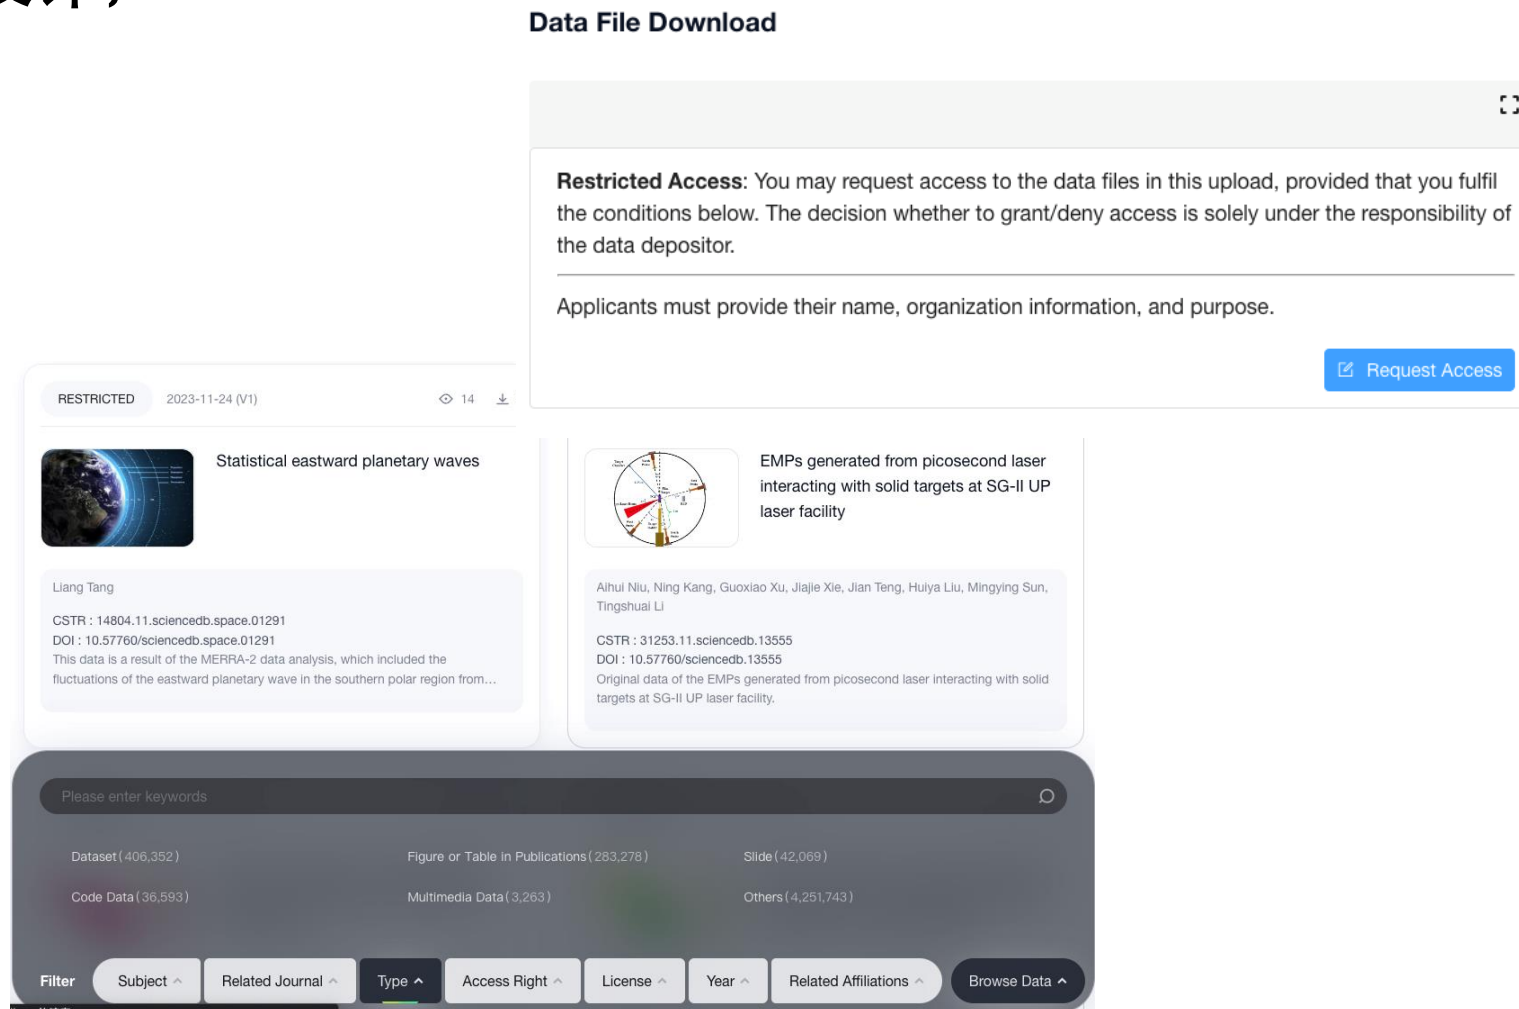 Data File Download
Restricted Access: You may request access to the data files in this upload, provided that you fulfil
the conditions below. The decision whether to grant/deny access is solely under the responsibility of
the data depositor.
Applicants must provide their name, organization information, and purpose.
Request Access
RESTRICTED 2023-11-24 (V1) 14
Statistical eastward planetary waves
Liang Tang
CSTR : 14804.11.sciencedb.space.01291
DOI : 10.57760/sciencedb.space.01291
This data is a result of the MERRA-2 data analysis, which included the
fluctuations of the eastward planetary wave in the southern polar region from...
EMPs generated from picosecond laser
interacting with solid targets at SG-II UP
laser facility
Aihui Niu, Ning Kang, Guoxiao Xu, Jiajie Xie, Jian Teng, Huiya Liu, Mingying Sun,
Tingshuai Li
CSTR : 31253.11.sciencedb.13555
DOI : 10.57760/sciencedb.13555
Original data of the EMPs generated from picosecond laser interacting with solid
targets at SG-II UP laser facility.
Please enter keywords
Dataset(406,352) Figure or Table in Publications(283,278) Slide(42,069)
Code Data(36,593) Multimedia Data(3,263) Others(4,251,743)
Filter Subject Related Journal Type Access Right License Year Related Affiliations Browse Data